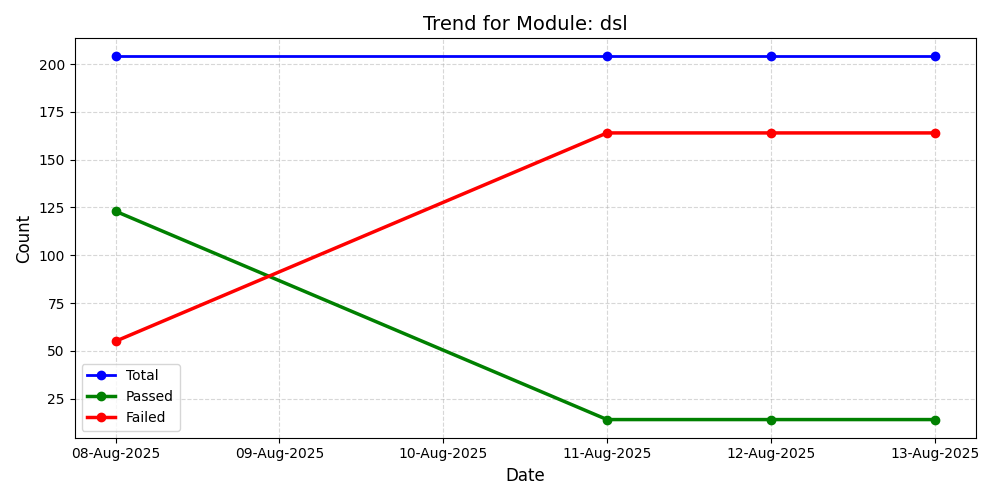 Trend for Module: dsl
200
175
150
125
100
75
50
25
Count
Total
Passed
Failed
08-Aug-2025 09-Aug-2025 10-Aug-2025 11-Aug-2025 12-Aug-2025 13-Aug-2025
Date